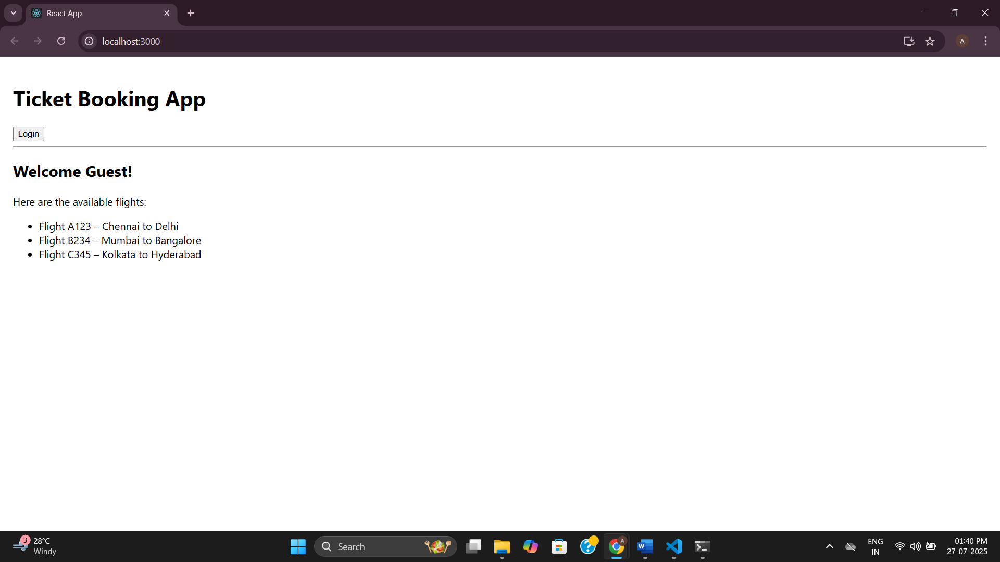 React App
localhost:3000
A
Ticket Booking App
Login
Welcome Guest!
Here are the available flights:
• Flight A123 – Chennai to Delhi
• Flight B234 – Mumbai to Bangalore
• Flight C345 – Kolkata to Hyderabad
3
28°C
Windy
Search
A
W
ENG
IN
01:40 PM
27-07-2025